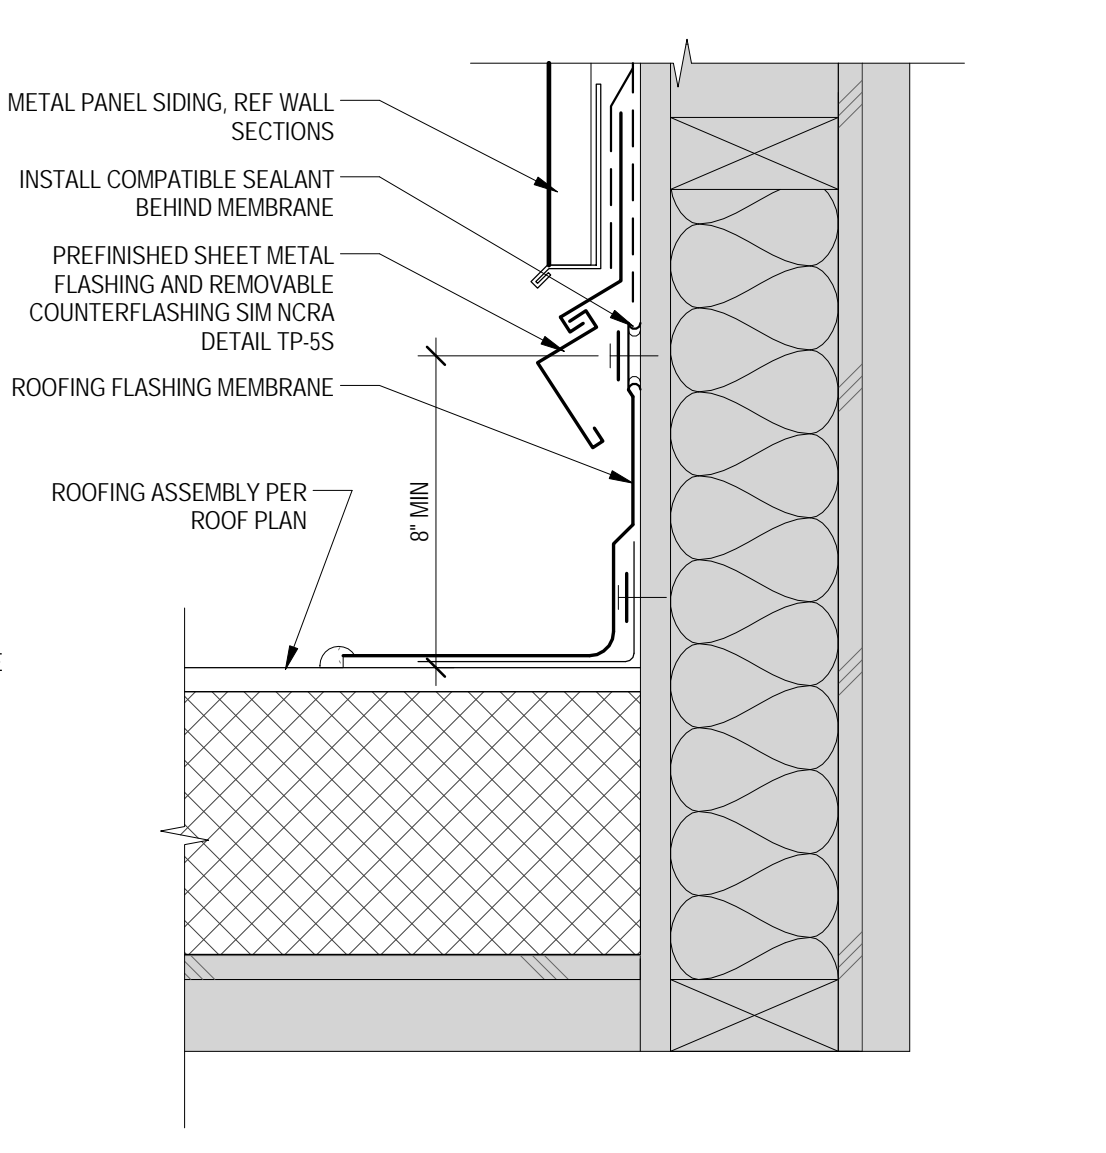 METAL PANEL SIDING, REF WALL
SECTIONS
INSTALL COMPATIBLE SEALANT
BEHIND MEMBRANE
PREFINISHED SHEET METAL
FLASHING AND REMOVABLE
COUNTERFLASHING SIM NCRA
DETAIL TP-5S
ROOFING FLASHING MEMBRANE
ROOFING ASSEMBLY PER
ROOF PLAN
8" MIN